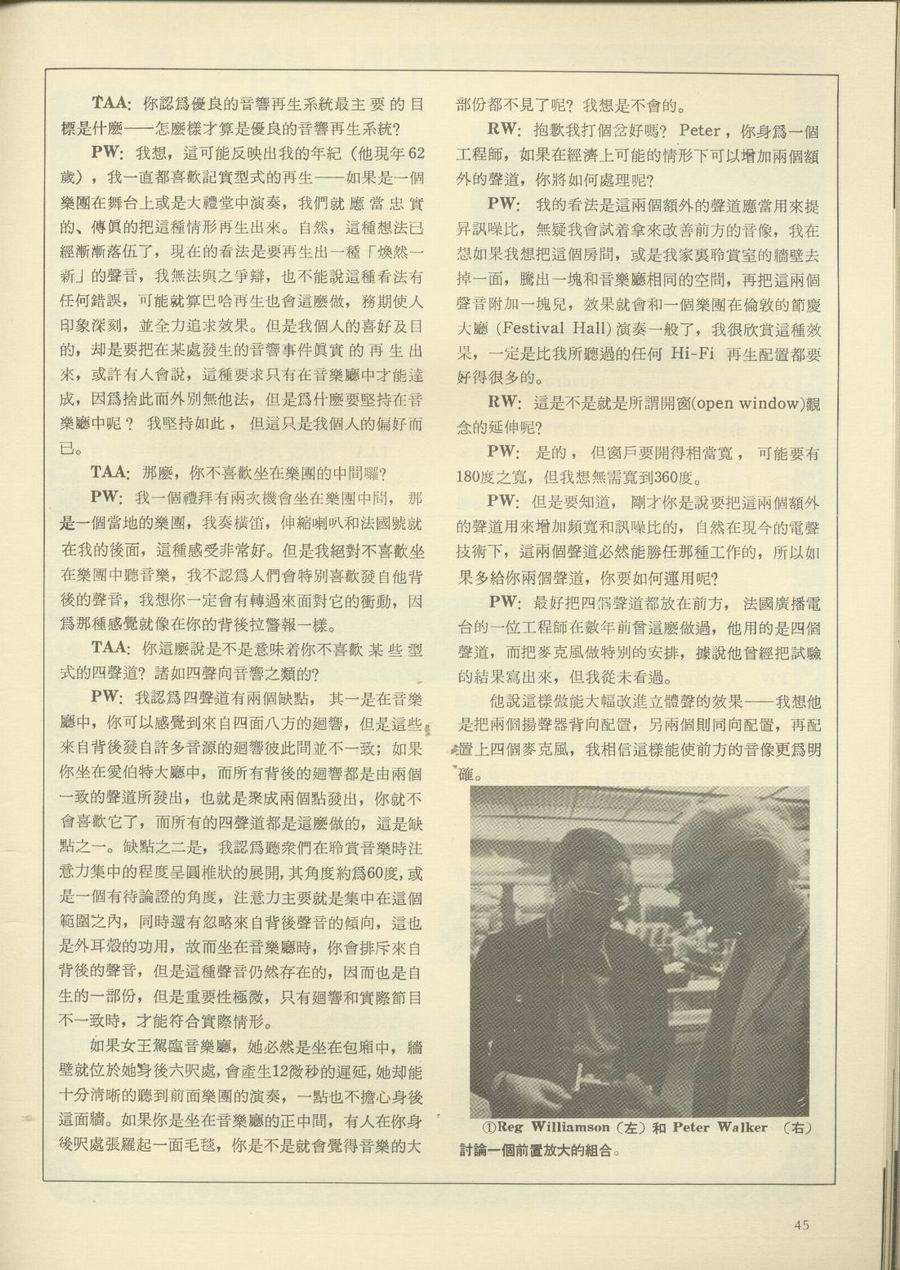 TAA: 你認爲優良的音響再生系統最主要的目
標是什麼——怎麼樣才算是優良的音響再生系統?
PW: 我想,這可能反映出我的年紀(他現年62
歲),我一直都喜歡記實型式的再生——如果是一個
樂團在舞台上或是大禮堂中演奏,我們就應當忠實
的、傳眞的把這種情形再生出來。自然,這種想法已
經漸漸落伍了,現在的看法是要再生出一種「煥然一
新」的聲音,我無法與之爭辯,也不能說這種看法有
任何錯誤,可能就算巴哈再生也會這麼做,務期使人
印象深刻,並全力追求效果。但是我個人的喜好及目
的,却是要把在某處發生的音響事件眞實的再生出
來,或許有人會說,這種要求只有在音樂廳中才能達
成,因爲捨此而外別無他法,但是爲什麼要堅持在音
樂廳中呢?我堅持如此,但這只是我個人的偏好而
已。
TAA: 那麼,你不喜歡坐在樂團的中間囉?
PW: 我一個禮拜有兩次機會坐在樂團中間,那
是一個當地的樂團,我奏橫笛,伸縮喇叭和法國號就
在我的後面,這種感受非常好。但是我絕對不喜歡坐
在樂團中聽音樂,我不認爲人們會特別喜歡發自他背
後的聲音,我想你一定會有轉過來面對它的衝動,因
爲那種感覺就像在你的背後拉警報一樣。
TAA: 你這麼說是不是意味着你不喜歡某些型
式的四聲道?諸如四聲向音響之類的?
PW: 我認爲四聲道有兩個缺點,其一是在音樂
廳中,你可以感覺到來自四面八方的廻響,但是這些
來自背後發自許多音源的廻響彼此間並不一致;如果
你坐在愛伯特大廳中,而所有背後的廻響都是由兩個
一致的聲道所發出,也就是聚成兩個點發出,你就不
會喜歡它了,而所有的四聲道都是這麼做的,這是缺
點之一。缺點之二是,我認爲聽衆們在聆賞音樂時注
意力集中的程度呈圓椎狀的展開,其角度約爲60度,或
是一個有待論證的角度,注意力主要就是集中在這個
範圍之內,同時還有忽略來自背後聲音的傾向,這也
是外耳殼的功用,故而坐在音樂廳時,你會排斥來自
背後的聲音,但是這種聲音仍然存在的,因而也是自
生的一部份,但是重要性極微,只有廻響和實際節目
不一致時,才能符合實際情形。
如果女王駕臨音樂廳,她必然是坐在包廂中,牆
壁就位於她身後六呎處,會產生12微秒的遲延,她却能
十分清晰的聽到前面樂團的演奏,一點也不擔心身後
這面牆。如果你是坐在音樂廳的正中間,有人在你身
後呎處張羅起一面毛毯,你是不是就會覺得音樂的大
部份都不見了呢?我想是不會的。
RW: 抱歉我打個岔好嗎?Peter,你身爲一個
工程師,如果在經濟上可能的情形下可以增加兩個額
外的聲道,你將如何處理呢?
PW: 我的看法是這兩個額外的聲道應當用來提
昇訊噪比,無疑我會試着拿來改善前方的音像,我在
想如果我想把這個房間,或是我家裏聆賞室的牆壁去
掉一面,騰出一塊和音樂廳相同的空間,再把這兩個
聲音附加一塊兒,效果就會和一個樂團在倫敦的節慶
大廳 (Festival Hall) 演奏一般了,我很欣賞這種效
果,一定是比我所聽過的任何 Hi-Fi 再生配置都要
好得很多的。
RW: 這是不是就是所謂開窗(open window)觀
念的延伸呢?
PW: 是的,但窗戶要開得相當寬,可能要有
180度之寬,但我想無需寬到360度。
PW: 但是要知道,剛才你是說要把這兩個額外
的聲道用來增加頻寬和訊噪比的,自然在現今的電聲
技術下,這兩個聲道必然能勝任那種工作的,所以如
果多給你兩個聲道,你要如何運用呢?
PW: 最好把四個聲道都放在前方,法國廣播電
台的一位工程師在數年前曾這麼做過,他用的是四個
聲道,而把麥克風做特別的安排,據說他曾經把試驗
的結果寫出來,但我從未看過。
他說這樣做能大幅改進立體聲的效果——我想他
是把兩個揚聲器背向配置,另兩個則同向配置,再配
置上四個麥克風,我相信這樣能使前方的音像更爲明
確。
①Reg Williamson(左)和 Peter Walker (右)
討論一個前置放大的組合。
45